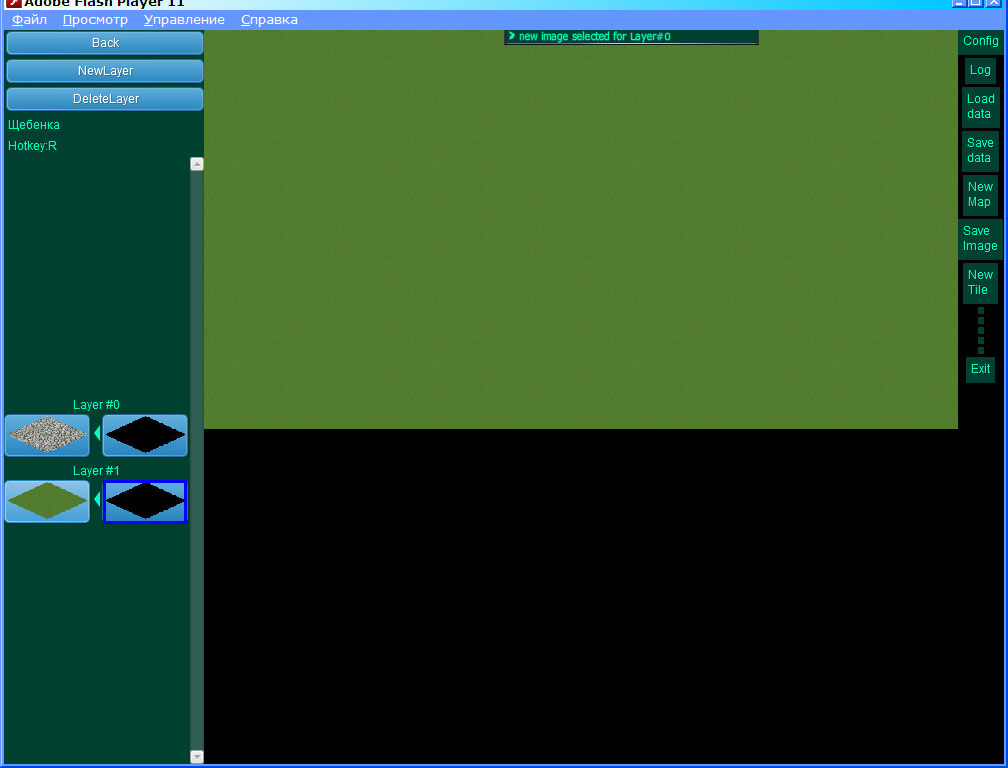 Adobe Flash Player 11
Файл Просмотр Управление Справка
Back
NewLayer
DeleteLayer
Щебенка
Hotkey:R
Layer #0
Layer #1
> new image selected for Layer#0
Config
Log
Load
data
Save
data
New
Map
Save
Image
New
Tile
Exit